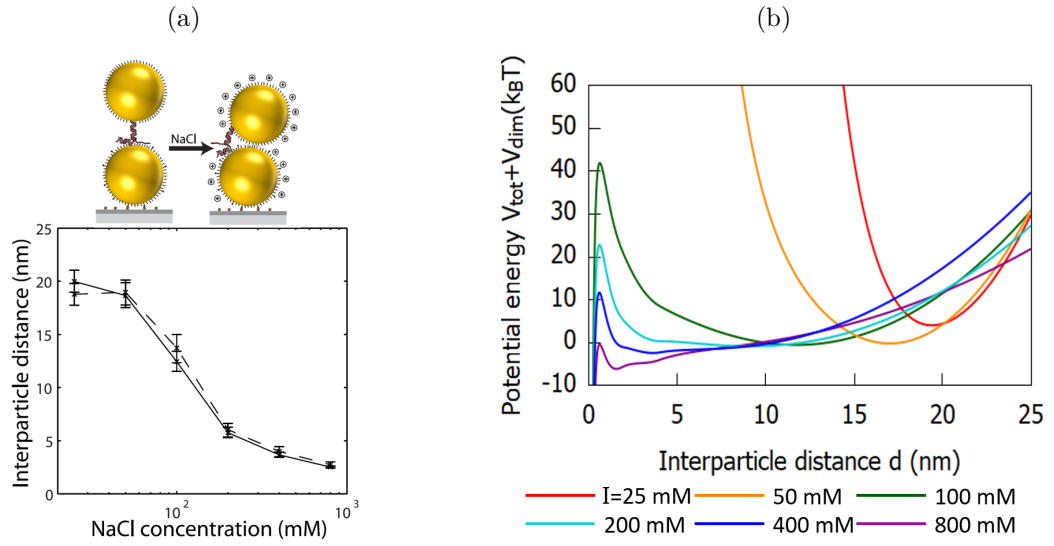 (a)
(b)
NaCl
Interparticle distance (nm)
25
20
15
10
5
0
10²
10³
NaCl concentration (mM)
Potential energy V_tot+V_dim(k_BT)
60
50
40
30
20
10
0
-10
0
5
10
15
20
25
Interparticle distance d (nm)
I=25 mM
50 mM
100 mM
200 mM
400 mM
800 mM